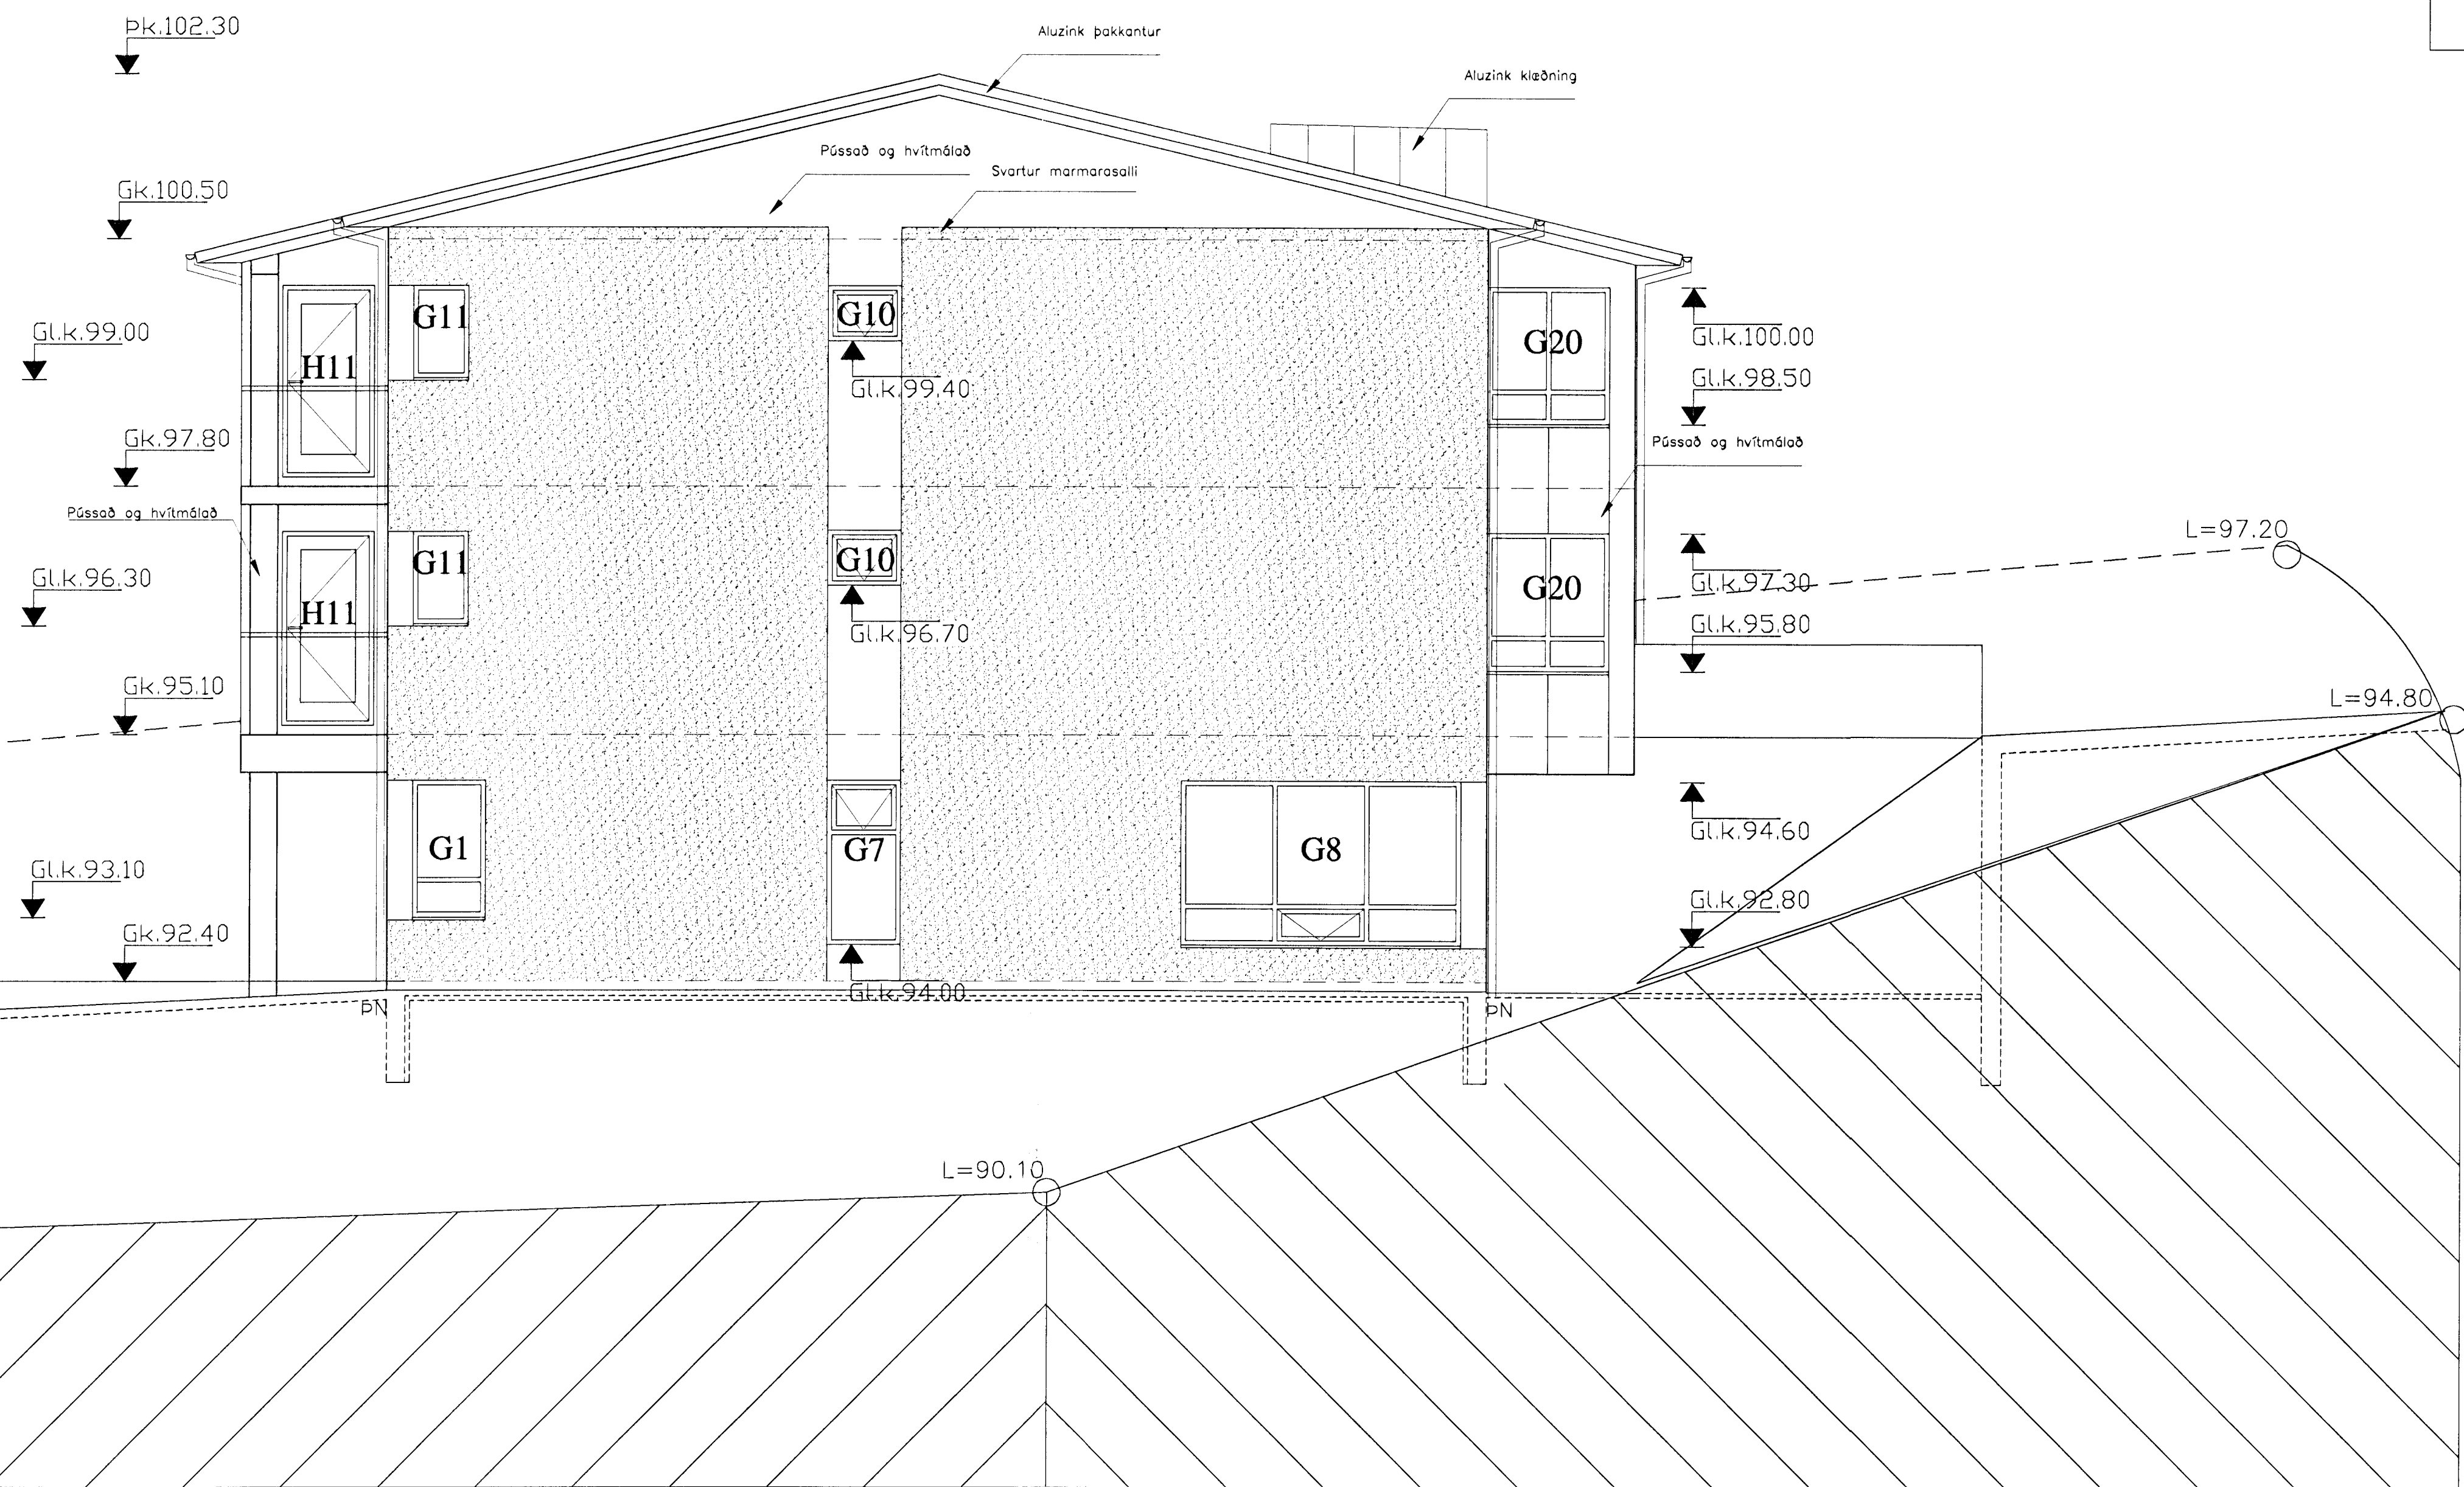 Þk.102.30
Aluzink þakkantur
Aluzink klæðning
Pússað og hvítmálað
Svartur marmarasalli
Gk.100.50
G11
G10
G20
Gl.k.99.00
H11
Gl.k.99.40
Gl.k.100.00
Gl.k.98.50
Gk.97.80
Pússað og hvítmálað
Pússað og hvítmálað
L=97.20
G11
G10
G20
Gl.k.96.30
H11
Gl.k.96.70
Gl.k.97.30
Gl.k.95.80
Gk.95.10
L=94.80
G1
G7
G8
Gl.k.94.60
Gl.k.93.10
Gl.k.92.80
Gk.92.40
Gl.k.94.00
ÞN
ÞN
L=90.10